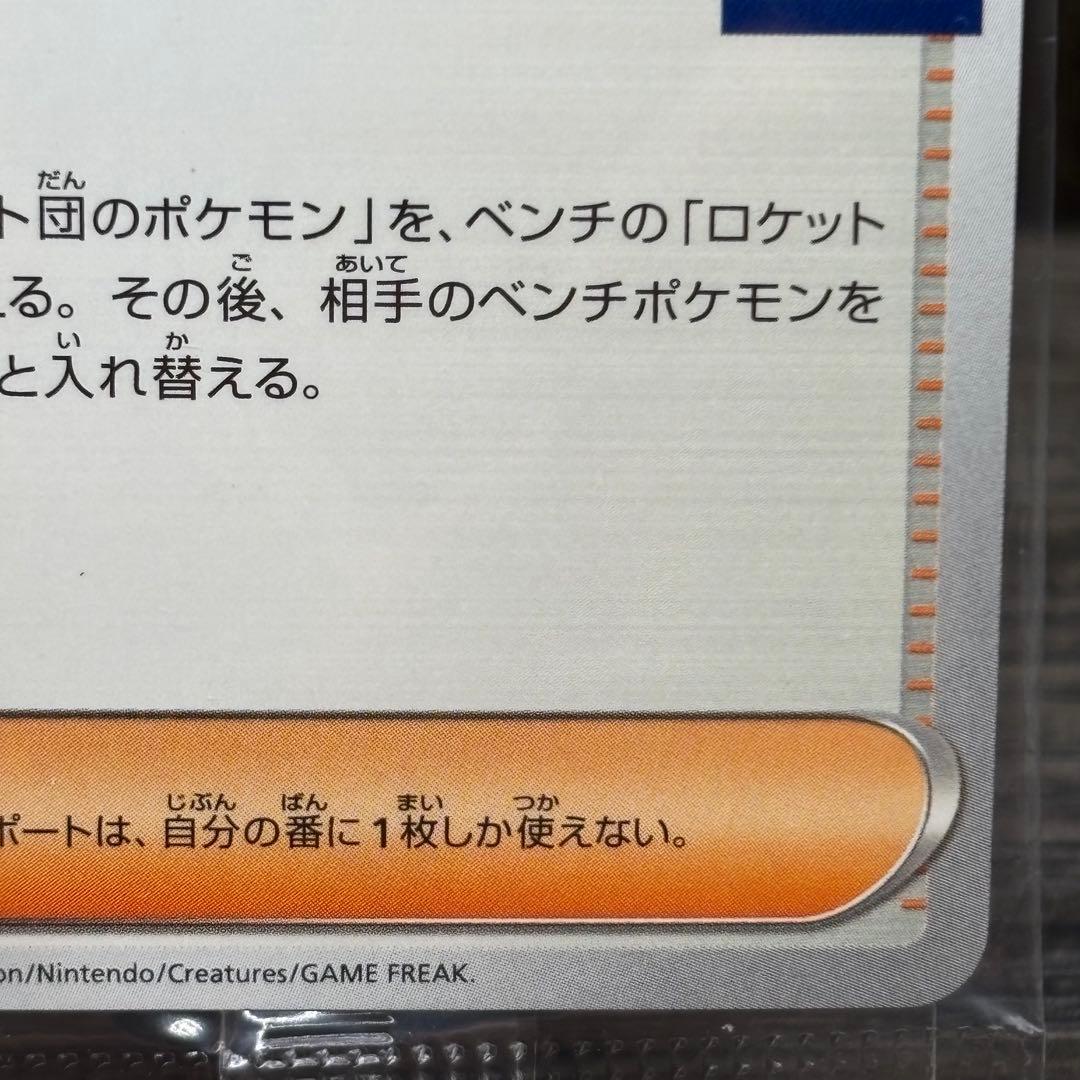 ト団のポケモン」を、ベンチの「ロケット
える。その後、相手のベンチポケモンを
と入れ替える。
ポートは、自分の番に1枚しか使えない。
on/Nintendo/Creatures/GAME FREAK.